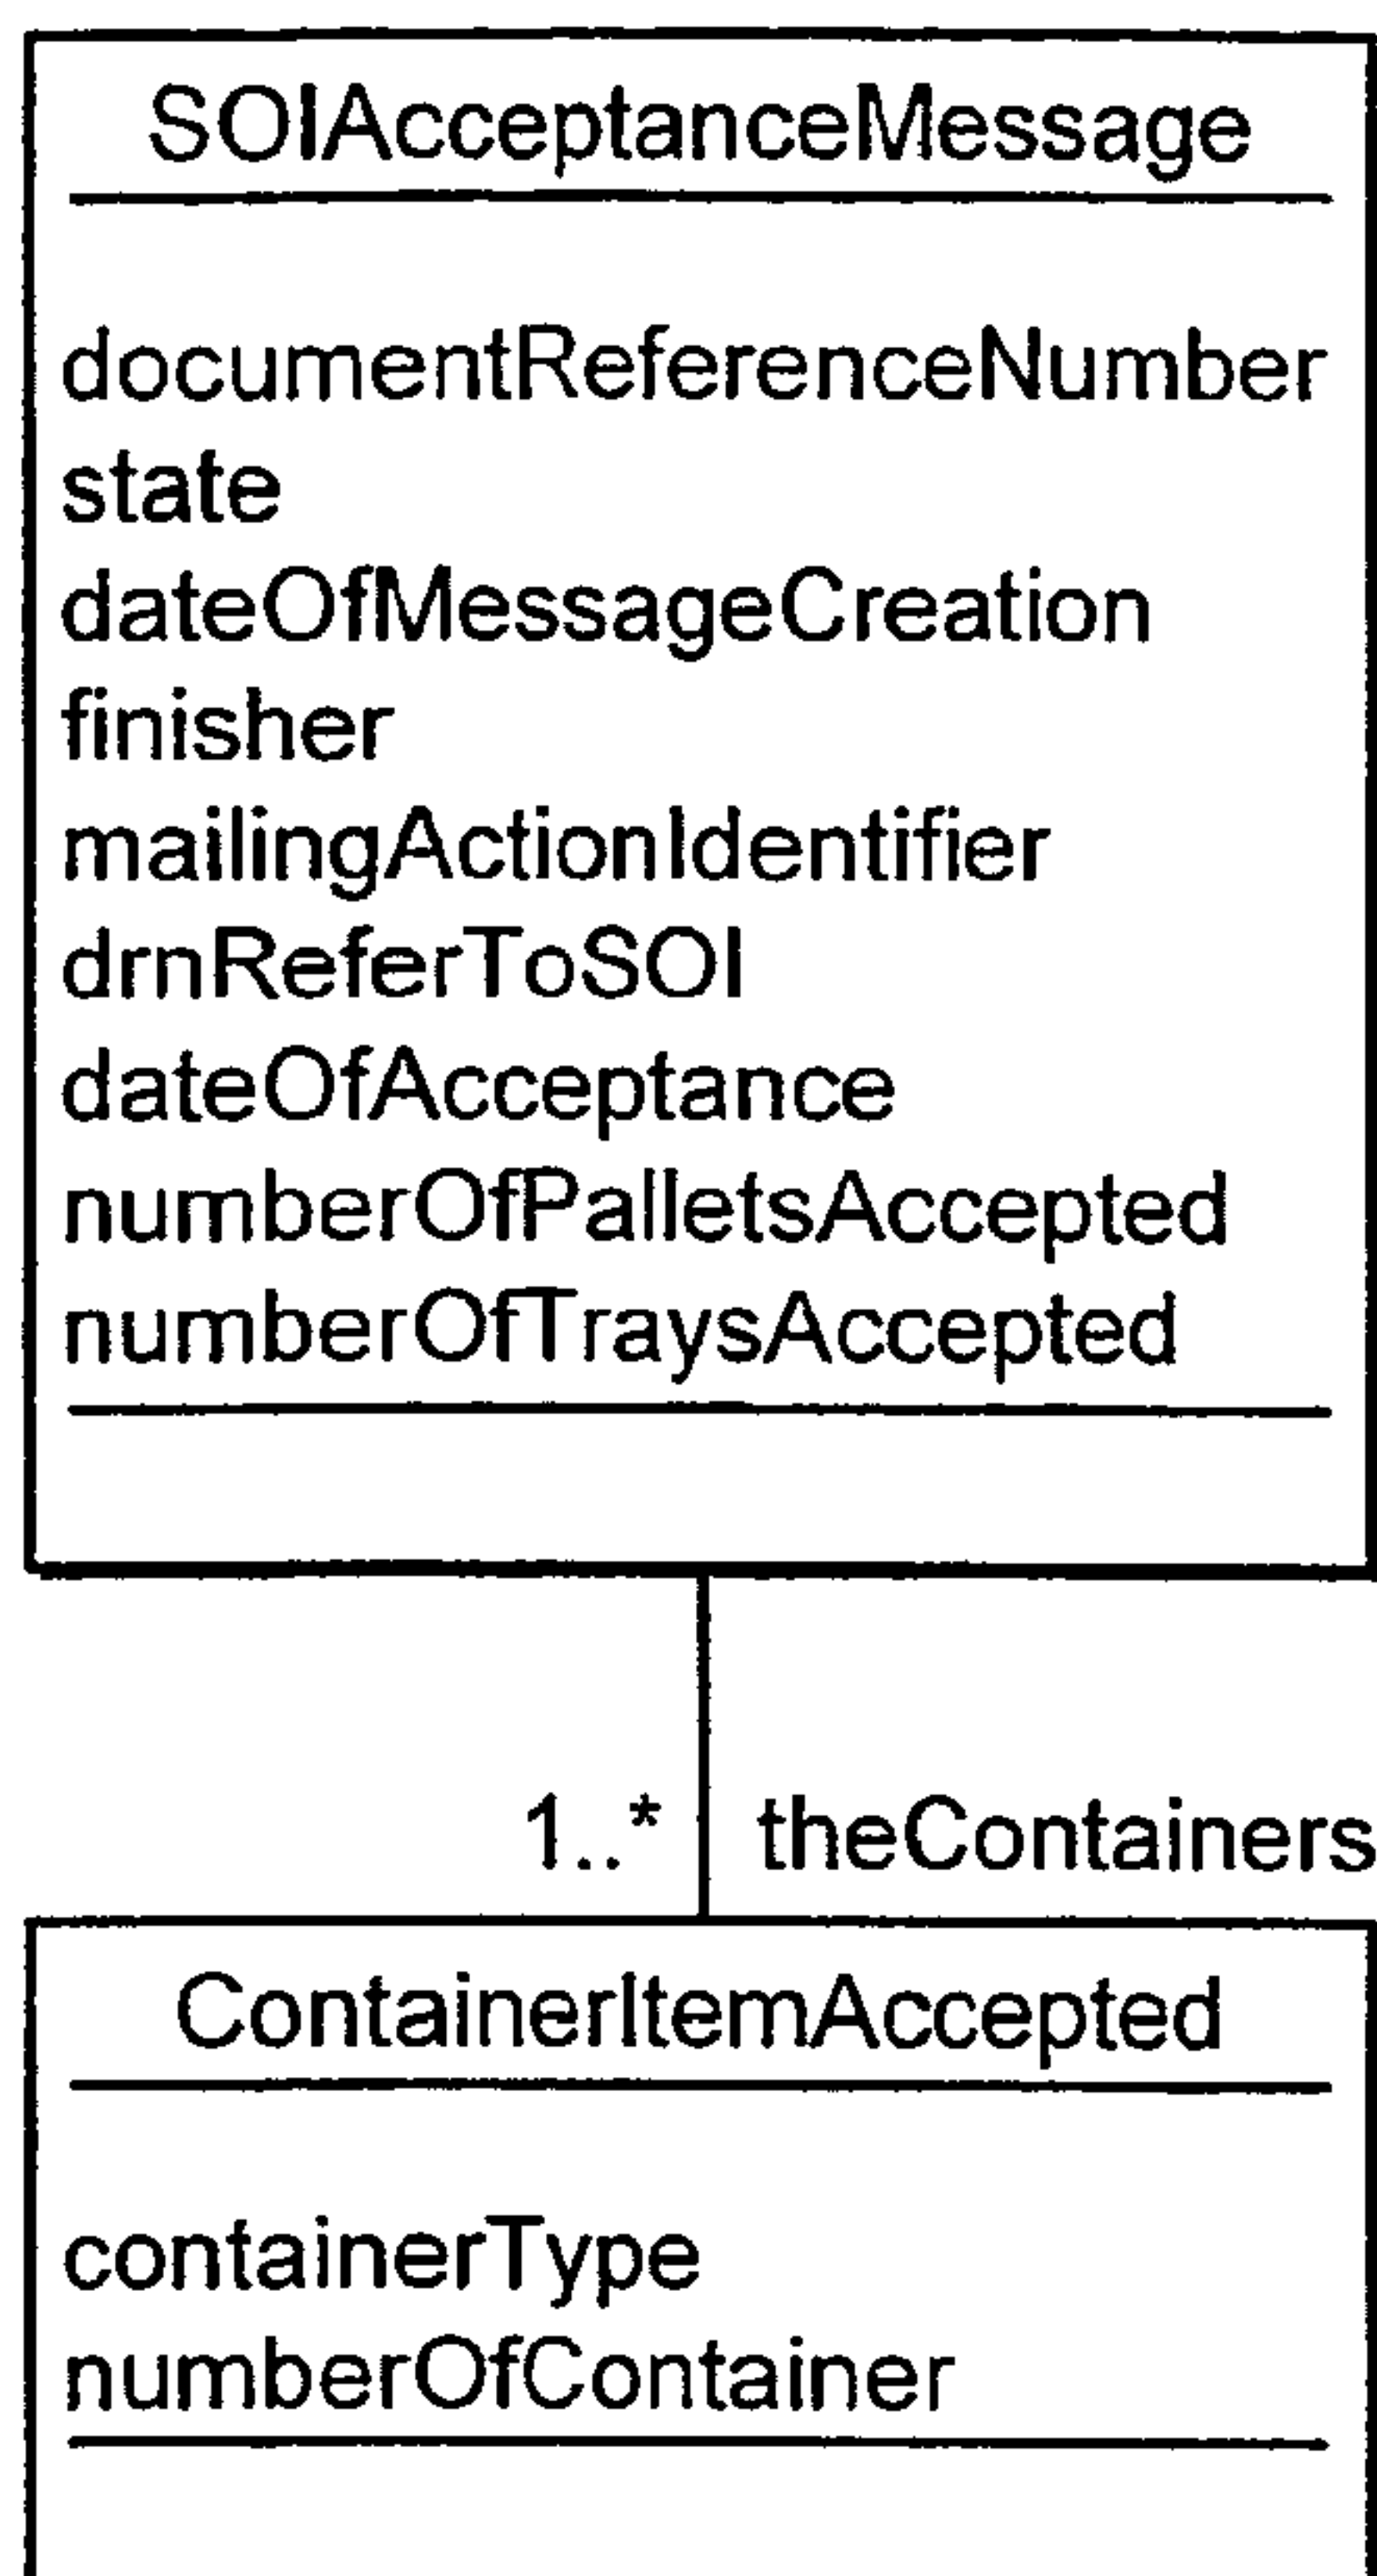 SOIAcceptanceMessage
documentReferenceNumber
state
dateOfMessageCreation
finisher
mailingActionIdentifier
drnReferToSOI
dateOfAcceptance
numberOfPalletsAccepted
numberOfTraysAccepted
1..* theContainers
ContainerItemAccepted
containerType
numberOfContainer